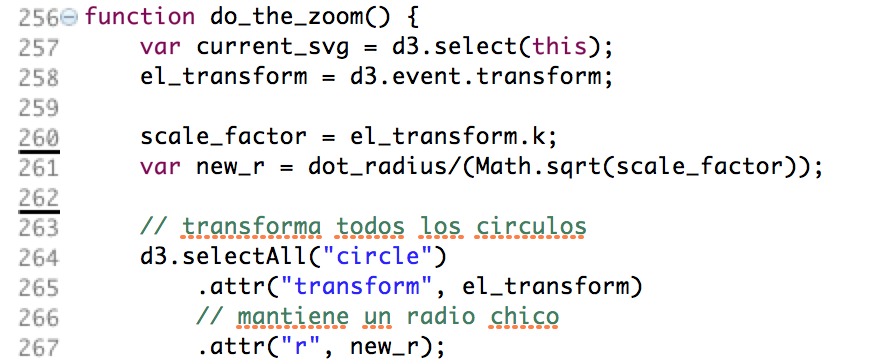 256 function do_the_zoom() {
257 var current_svg = d3.select(this);
258 el_transform = d3.event.transform;
259
260 scale_factor = el_transform.k;
261 var new_r = dot_radius/(Math.sqrt(scale_factor));
262
263 // transforma todos los circulos
264 d3.selectAll("circle")
265 .attr("transform", el_transform)
266 // mantiene un radio chico
267 .attr("r", new_r);